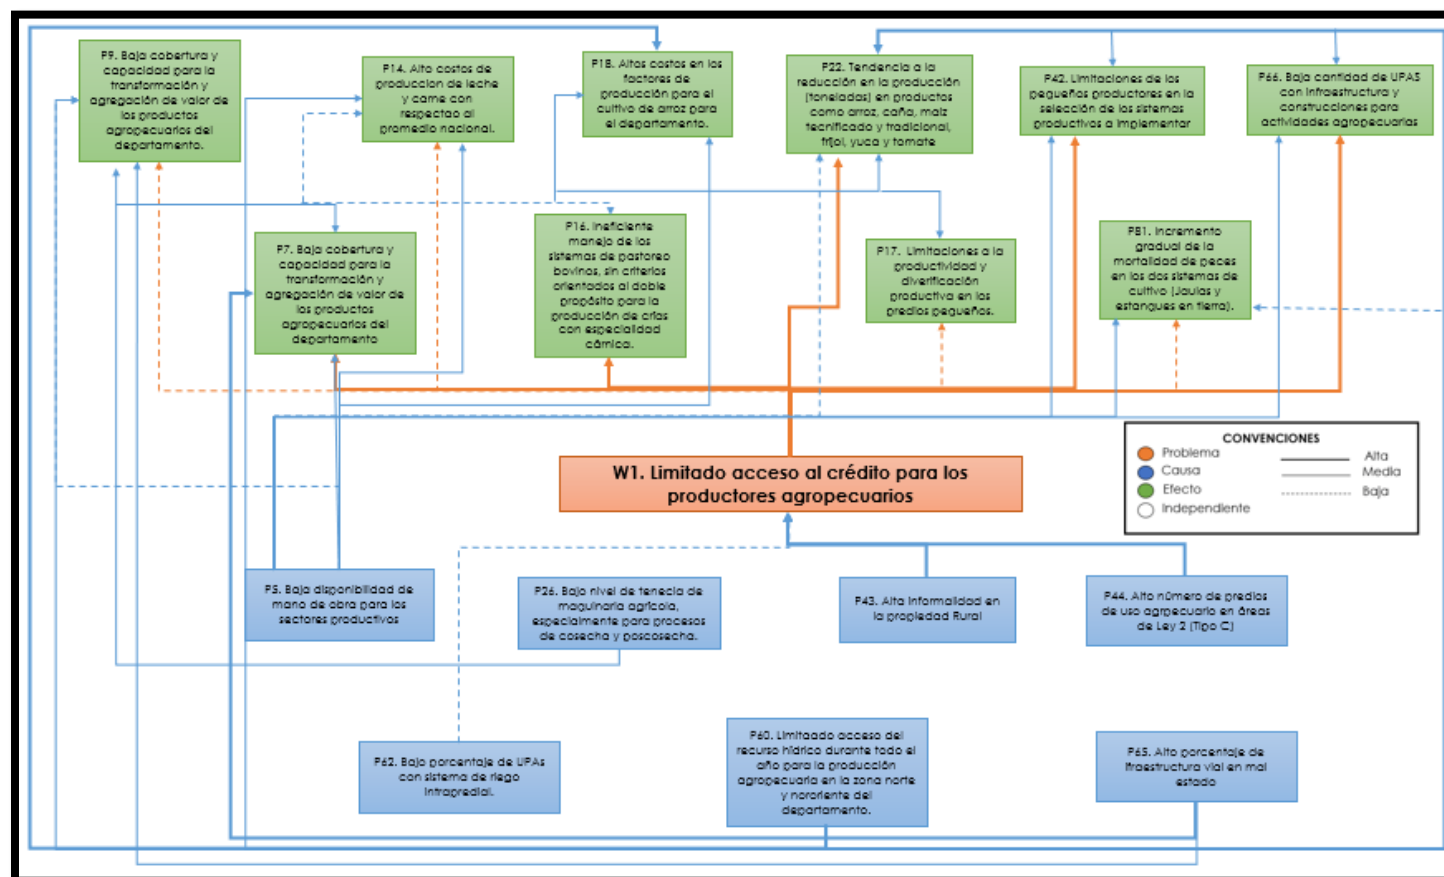 P9. Baja cobertura y
capacidad para la
transformación y
agregación de valor de
los productos
agropecuarios del
departamento.
P14. Alto costos de
produccion de leche
y carne con
respectao al
promedio nacional.
P18. Altos costos en los
factores de
producción para el
cultivo de arroz para
el departamento.
P22. Tendencia a la
reducción en la producción
(toneladas) en productos
como arroz, caña, maíz
tecnificado y tradicional,
frijol, yuca y tomate
P42. Limitaciones de los
pequeños productores en la
selección de los sistemas
productivos a implementar
P66. Baja cantidad de UPAS
con infraestructura y
construcciones para
actividades agropecuarias
P7. Baja cobertura y
capacidad para la
transformación y
agregación de valor de
los productos
agropecuarios del
departamento
P16. Ineficiente
manejo de los
sistemas de pastoreo
bovinos, sin criterios
orientados al doble
propósito para la
producción de crías
con especialidad
cárnica.
P17. Limitaciones a la
productividad y
diverificación
productiva en los
predios pequeños.
P81. Incremento
gradual de la
mortalidad de peces
en los dos sistemas de
cultivo (Jaulas y
estangues en tierra).
CONVENCIONES
Problema
Causa
Efecto
Independiente
Alta
Media
Baja
W1. Limitado acceso al crédito para los
productores agropecuarios
P5. Baja disponibilidad de
mano de obra para los
sectores productivos
P26. Bajo nivel de tenecia de
maquinaria agrícola,
especialmente para procesos
de cosecha y poscosecha.
P43. Alta informalidad en
la propiedad Rural
P44. Alto número de predios
de uso agrpecuario en áreas
de Ley 2 (Tipo C)
P62. Bajo porcentaje de UPAs
con sistema de riego
intrapredial.
P60. Limitaado acceso del
recurso hídrico durante todo el
año para la producción
agropecuaria en la zona norte
y nororiente del
departamento.
P65. Alto porcentaje de
ifraestructura vial en mal
estado